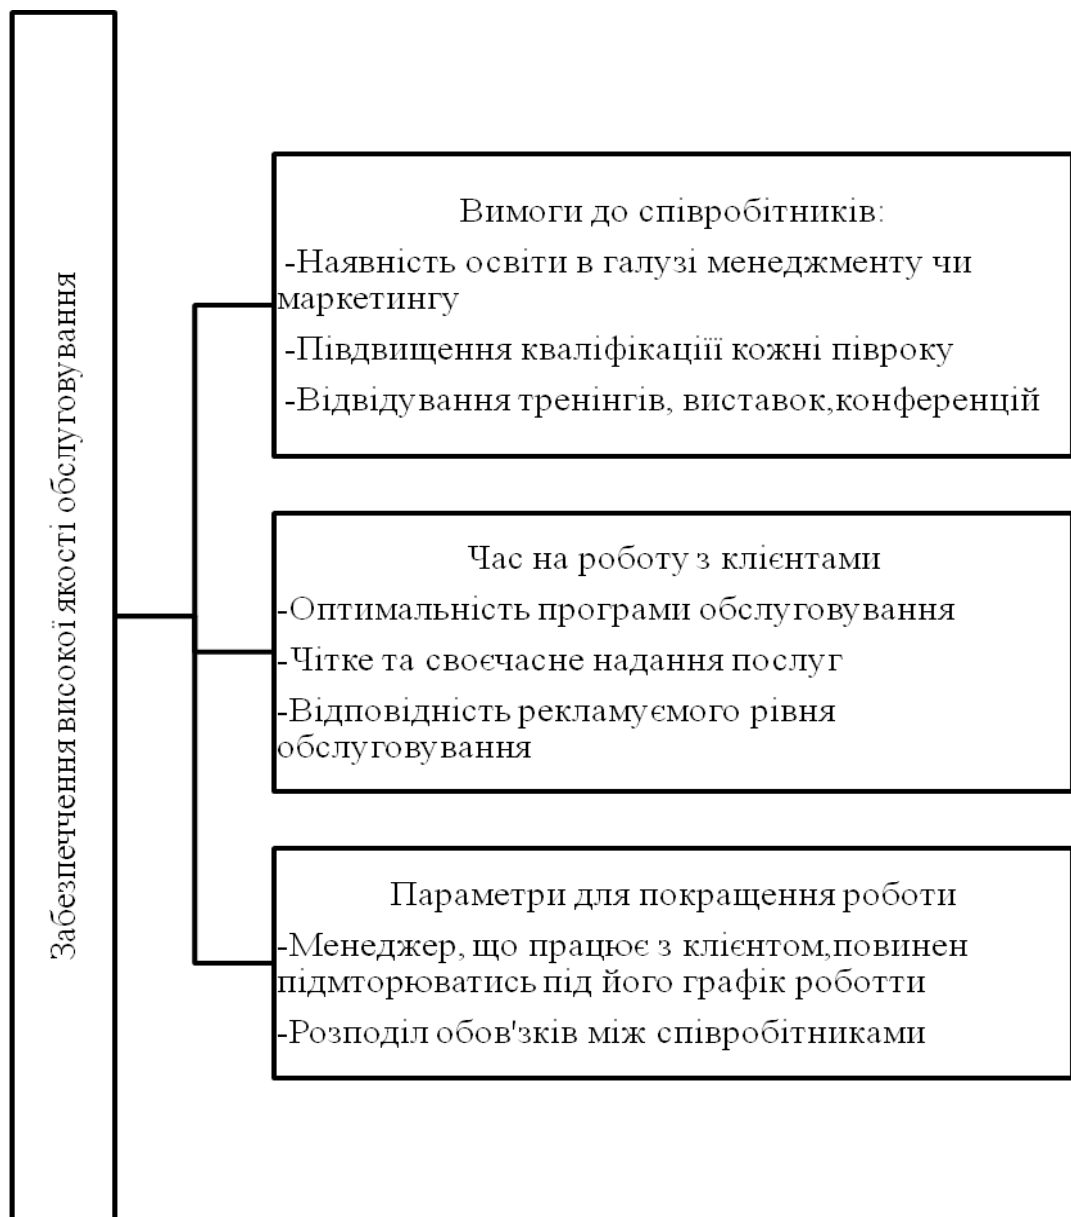 Забезпеччення високої якості обслуговування
Вимоги до співробітників:
-Наявність освіти в галузі менеджменту чи
маркетингу
-Півдвищення кваліфікаціїї кожні півроку
-Відвідування тренінгів, виставок,конференцій
Час на роботу з клієнтами
-Оптимальність програми обслуговування
-Чітке та своєчасне надання послуг
-Відповідність рекламуємого рівня
обслуговування
Параметри для покращення роботи
-Менеджер, що працює з клієнтом,повинен
підмторюватись під його графік роботти
-Розподіл обов'зків між співробітниками